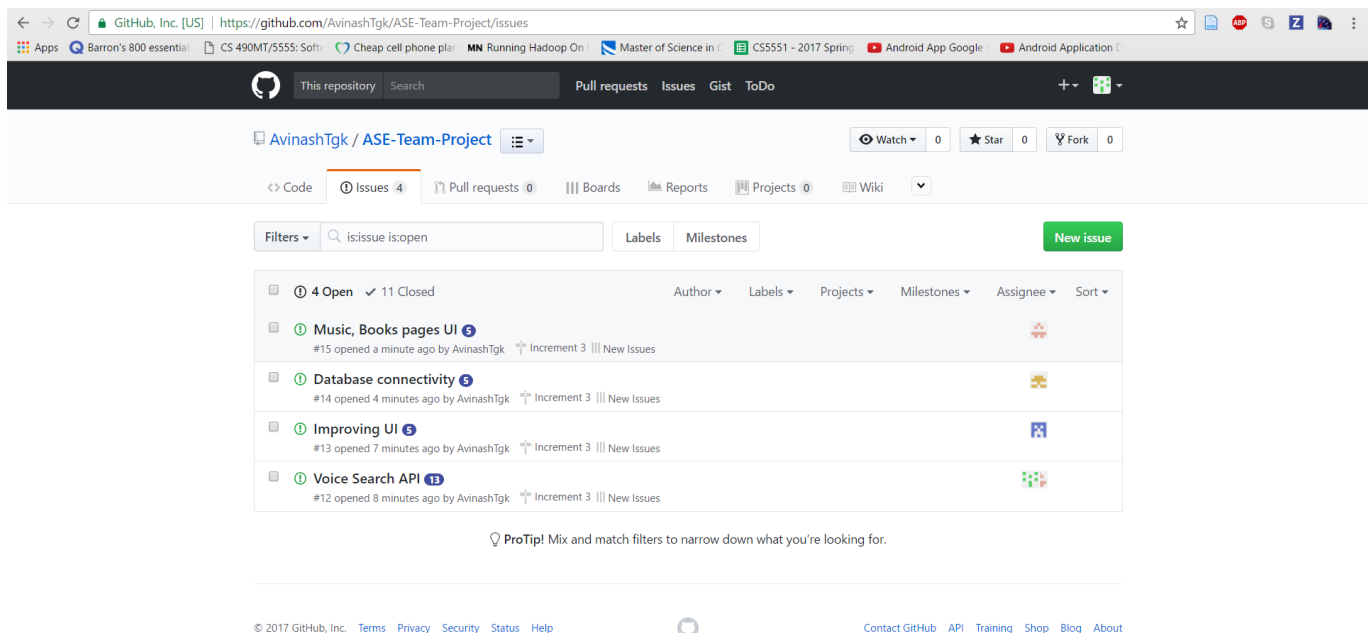 GitHub, Inc. [US] | https://github.com/AvinashTgk/ASE-Team-Project/issues
Apps Barron's 800 essential CS 490MT/5555: Softw Cheap cell phone plan MN Running Hadoop On Master of Science in C CS5551 - 2017 Spring Android App Google Android Application D
This repository Search Pull requests Issues Gist ToDo
AvinashTgk / ASE-Team-Project Watch 0 Star 0 Fork 0
Code Issues 4 Pull requests 0 Boards Reports Projects 0 Wiki
Filters is:issue is:open Labels Milestones New issue
4 Open 11 Closed Author Labels Projects Milestones Assignee Sort
Music, Books pages UI 5
#15 opened a minute ago by AvinashTgk Increment 3 New Issues
Database connectivity 5
#14 opened 4 minutes ago by AvinashTgk Increment 3 New Issues
Improving UI 5
#13 opened 7 minutes ago by AvinashTgk Increment 3 New Issues
Voice Search API 13
#12 opened 8 minutes ago by AvinashTgk Increment 3 New Issues
ProTip! Mix and match filters to narrow down what you're looking for.
© 2017 GitHub, Inc. Terms Privacy Security Status Help Contact GitHub API Training Shop Blog About